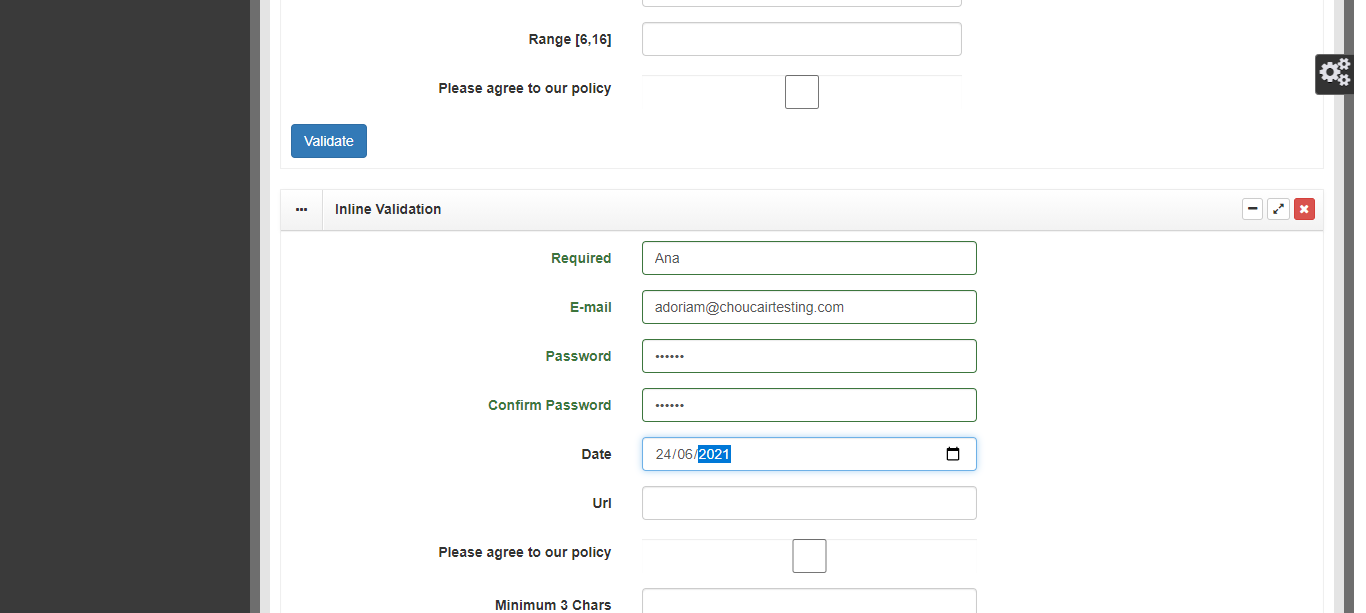 Range [6,16]
Please agree to our policy
Validate
Inline Validation
Required Ana
E-mail adoriam@choucairtesting.com
Password ••••••
Confirm Password ••••••
Date 24/06/2021
Url
Please agree to our policy
Minimum 3 Chars